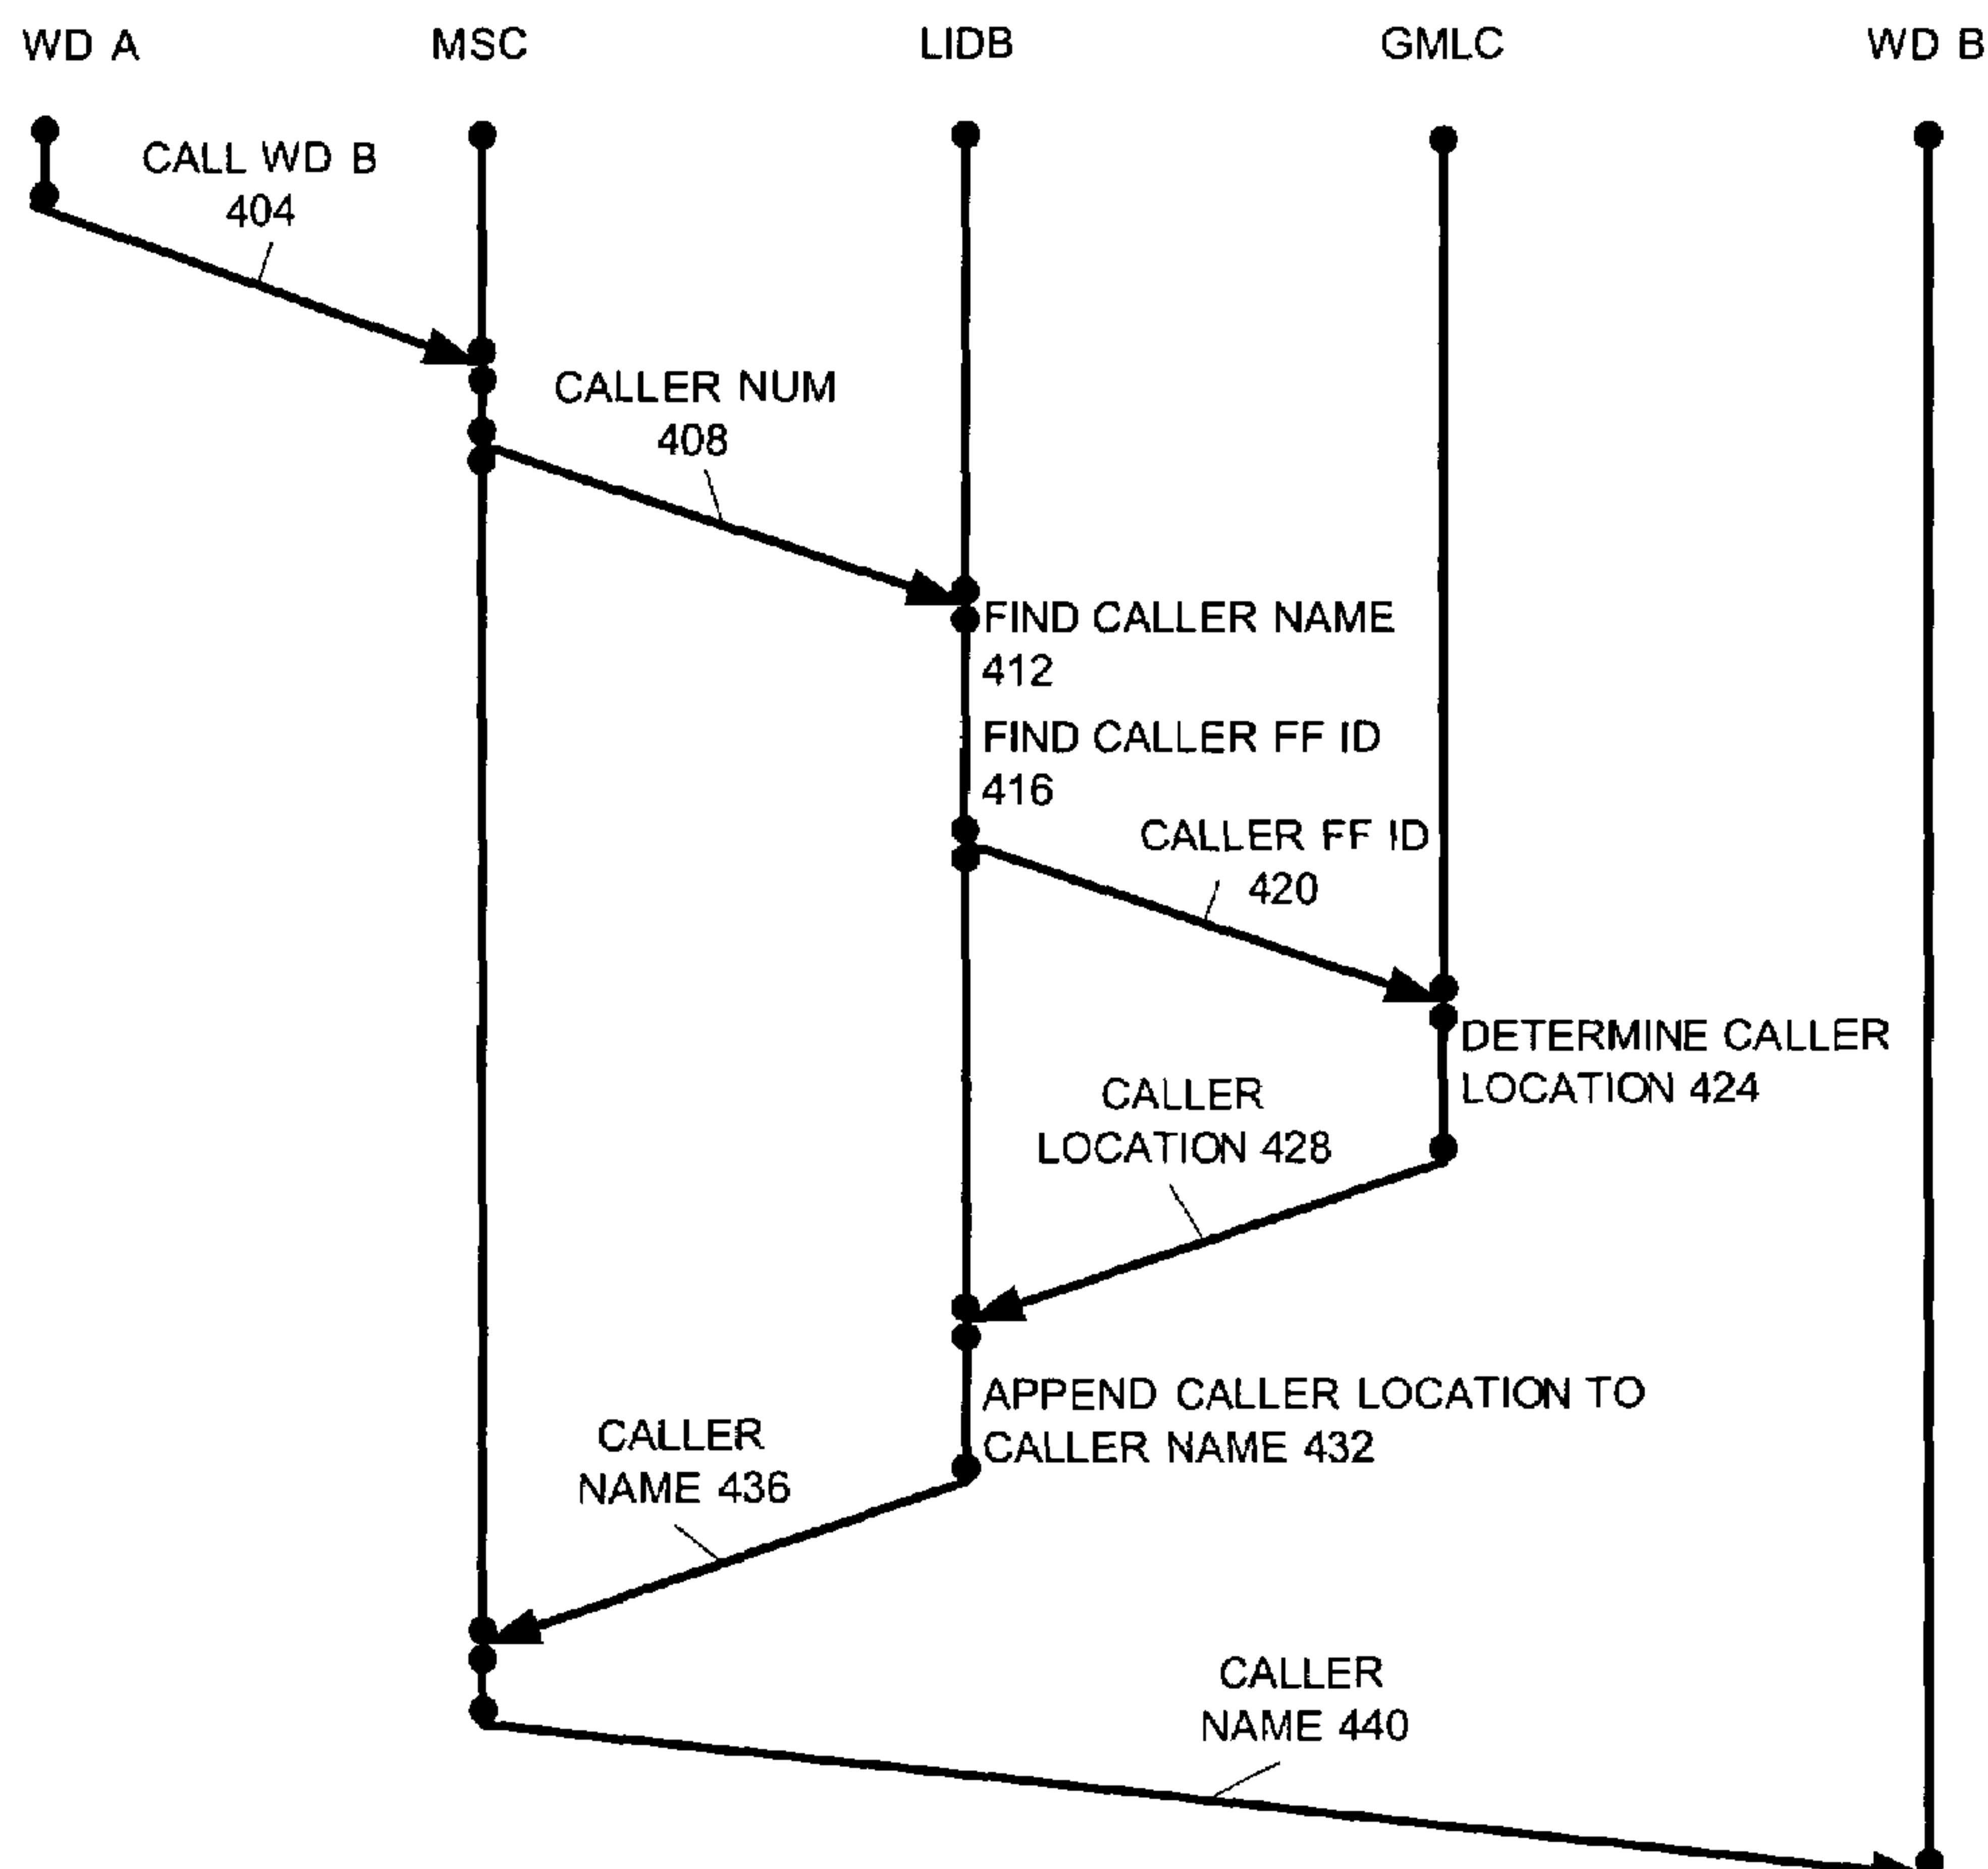 WD A MSC LIDB GMLC WD B
CALL WD B
404
CALLER NUM
408
FIND CALLER NAME
412
FIND CALLER FF ID
416
CALLER FF ID
420
DETERMINE CALLER
LOCATION 424
CALLER
LOCATION 428
APPEND CALLER LOCATION TO
CALLER NAME 432
CALLER
NAME 436
CALLER
NAME 440